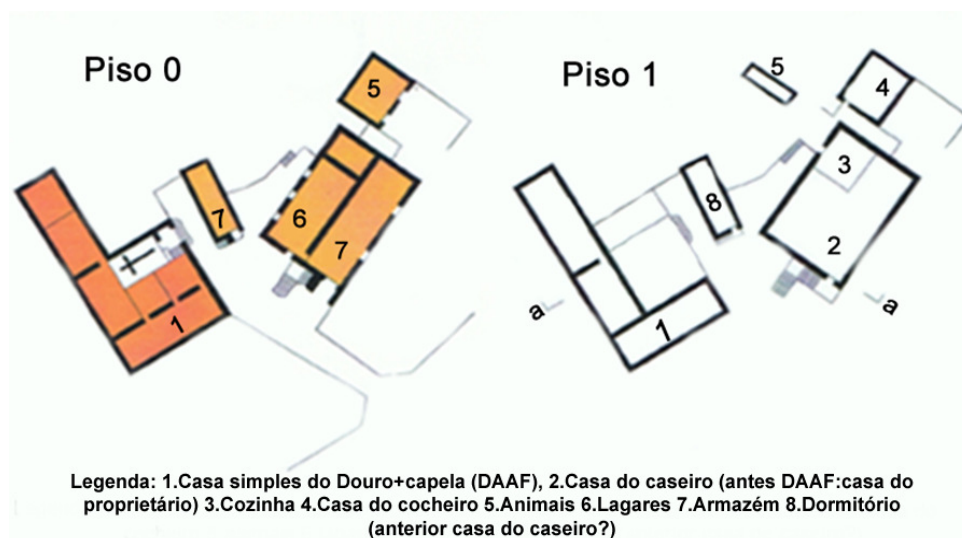 Piso 0
5
7
6
7
1
Piso 1
5
4
3
8
2
a
a
1
Legenda: 1.Casa simples do Douro+capela (DAAF), 2.Casa do caseiro (antes DAAF:casa do
proprietário) 3.Cozinha 4.Casa do cocheiro 5.Animais 6.Lagares 7.Armazém 8.Dormitório
(anterior casa do caseiro?)